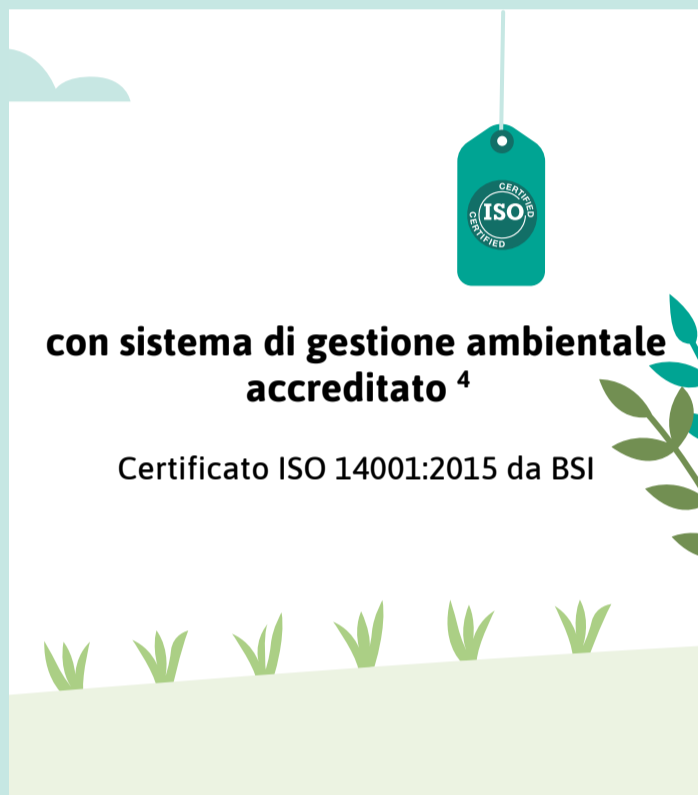 CERTIFIED
ISO
CERTIFIED
con sistema di gestione ambientale
accreditato ⁴
Certificato ISO 14001:2015 da BSI